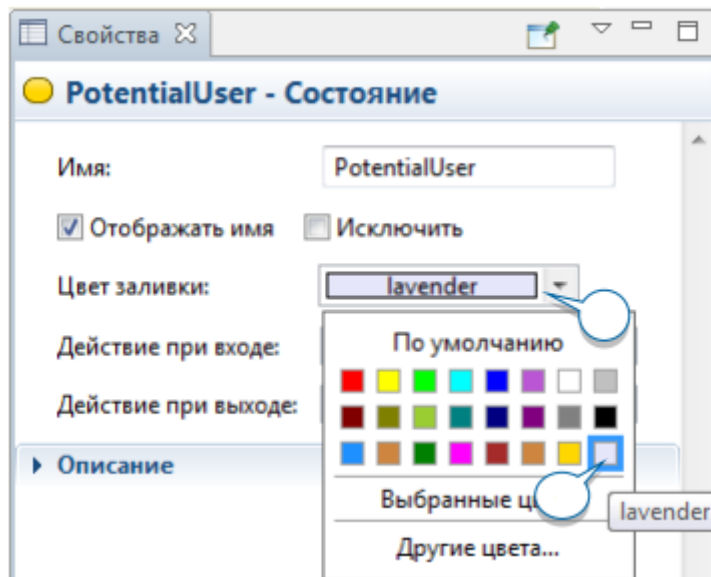 Свойства
PotentialUser - Состояние
Имя: PotentialUser
Отображать имя Исключить
Цвет заливки: lavender
По умолчанию
Действие при входе:
Действие при выходе:
Описание
Выбранные
lavender
Другие цвета...